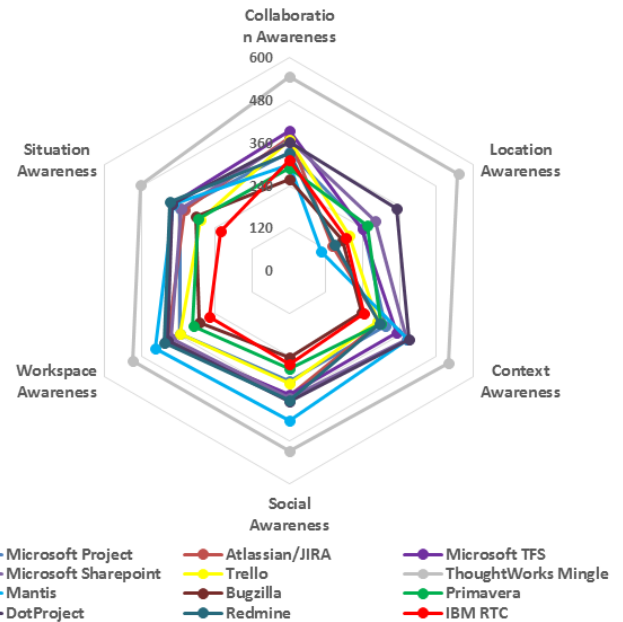 Collaboratio
n Awareness
600
480
360
240
120
0
Location
Awareness
Situation
Awareness
Workspace
Awareness
Context
Awareness
Social
Awareness
Microsoft Project
Atlassian/JIRA
Microsoft TFS
Microsoft Sharepoint
Trello
ThoughtWorks Mingle
Mantis
Bugzilla
Primavera
DotProject
Redmine
IBM RTC